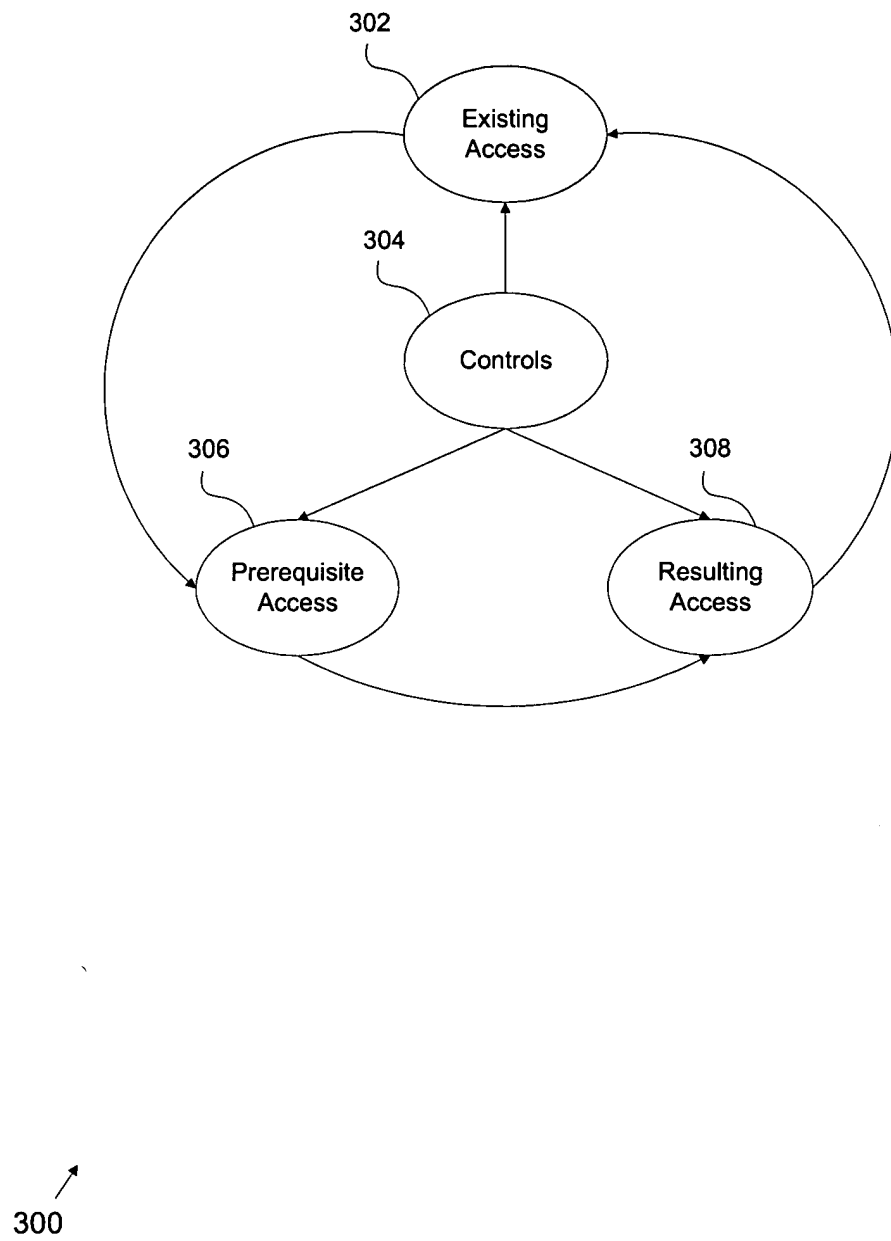 302
Existing
Access
304
Controls
306
308
Prerequisite
Access
Resulting
Access
300